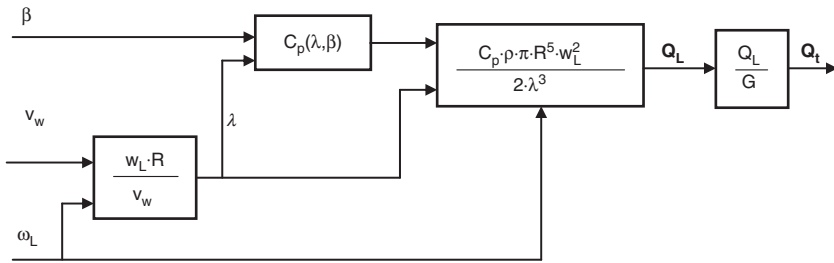 β
C_p(λ,β)
C_p·ρ·π·R^5·w_L^2
2·λ^3
Q_L
Q_L
G
Q_t
v_w
λ
w_L·R
v_w
ω_L